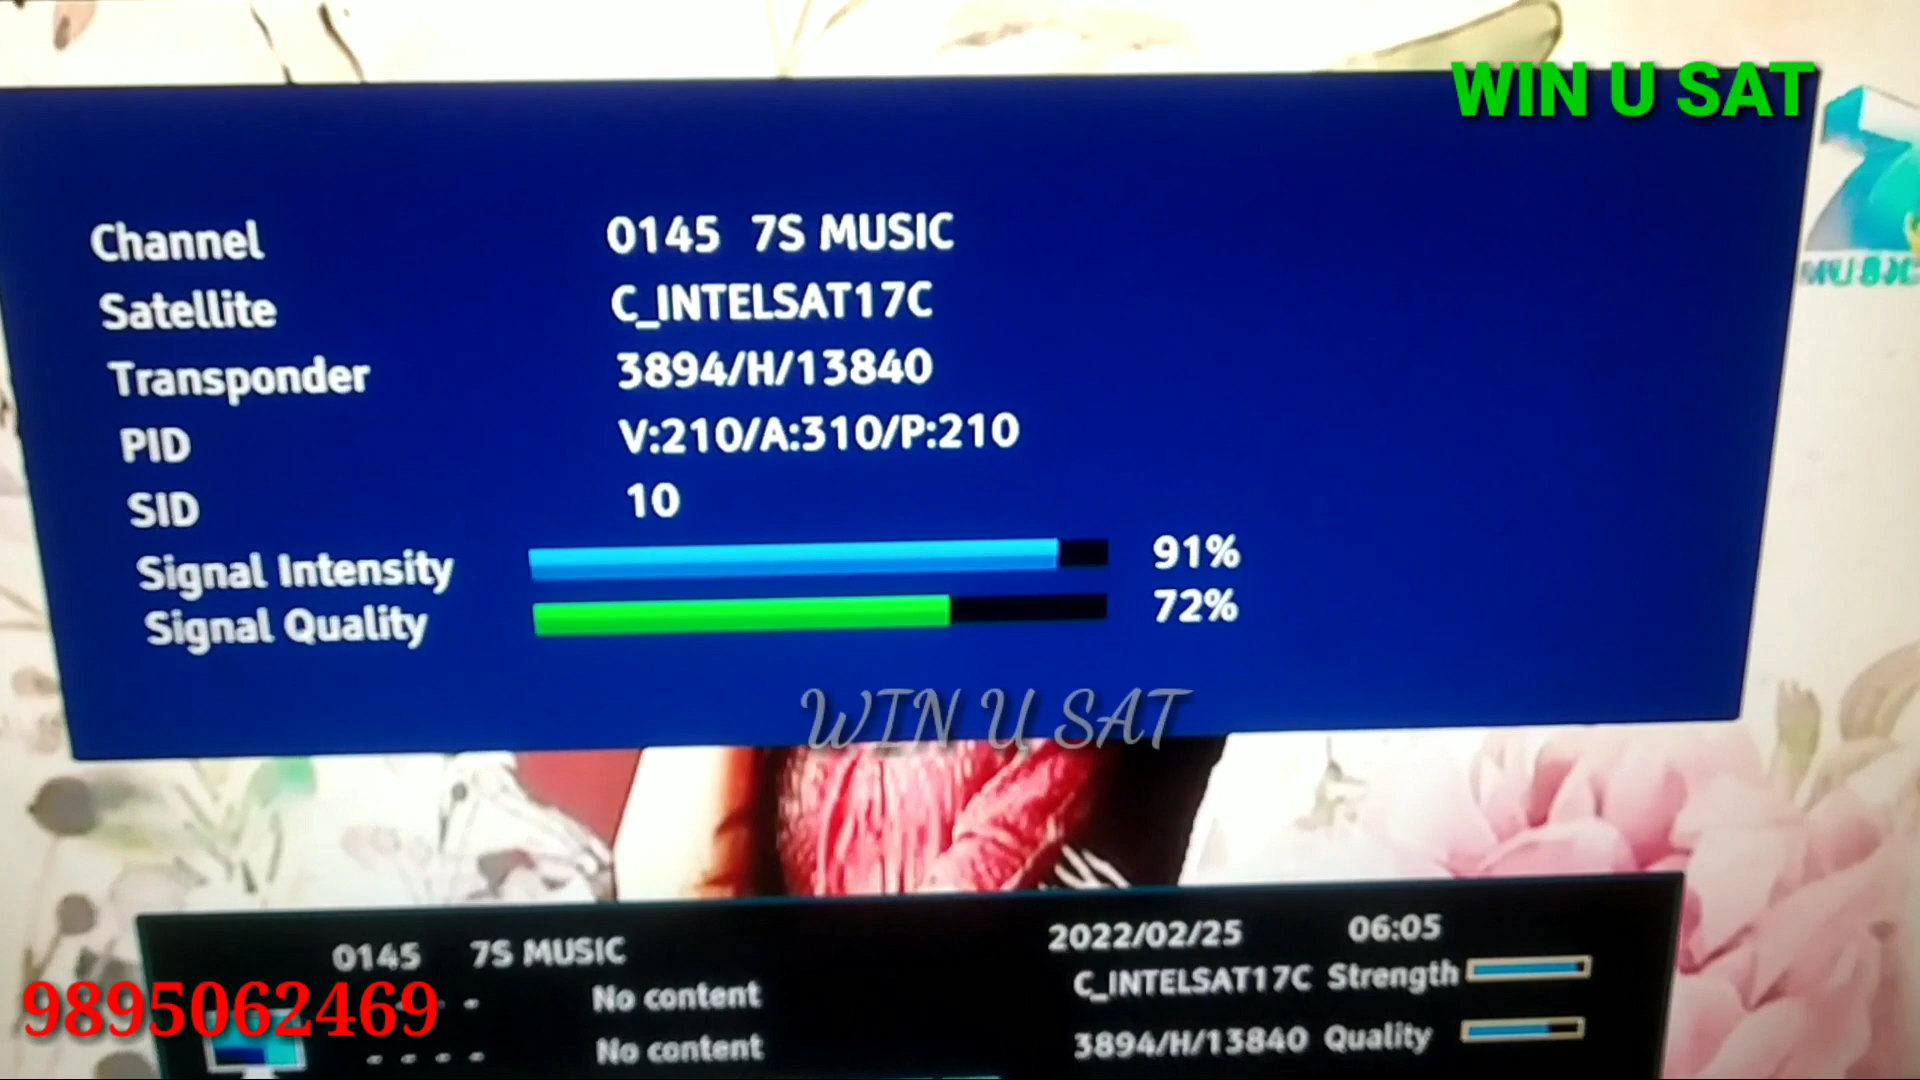 WIN U SAT
Channel 0145 7S MUSIC
Satellite C_INTELSAT17C
Transponder 3894/H/13840
PID V:210/A:310/P:210
SID 10
Signal Intensity 91%
Signal Quality 72%
WIN U SAT
0145 7S MUSIC 2022/02/25 06:05
No content C_INTELSAT17C Strength
9895062469
- - - - No content 3894/H/13840 Quality